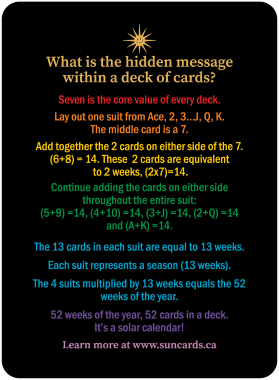 What is the hidden message
within a deck of cards?
Seven is the core value of every deck.
Lay out one suit from Ace, 2, 3..J, Q, K.
The middle card is a 7.
Add together the 2 cards on either side of the 7.
(6+8) = 14. These 2 cards are equivalent
to 2 weeks, (2x7)=14.
Continue adding the cards on either side
throughout the entire suit:
(5+9) =14, (4+10) =14, (3+J) =14, (2+Q) =14
and (A+K) =14.
The 13 cards in each suit are equal to 13 weeks.
Each suit represents a season (13 weeks).
The 4 suits multiplied by 13 weeks equals the 52
weeks of the year.
52 weeks of the year, 52 cards in a deck.
It's a solar calendar!
Learn more at www.suncards.ca